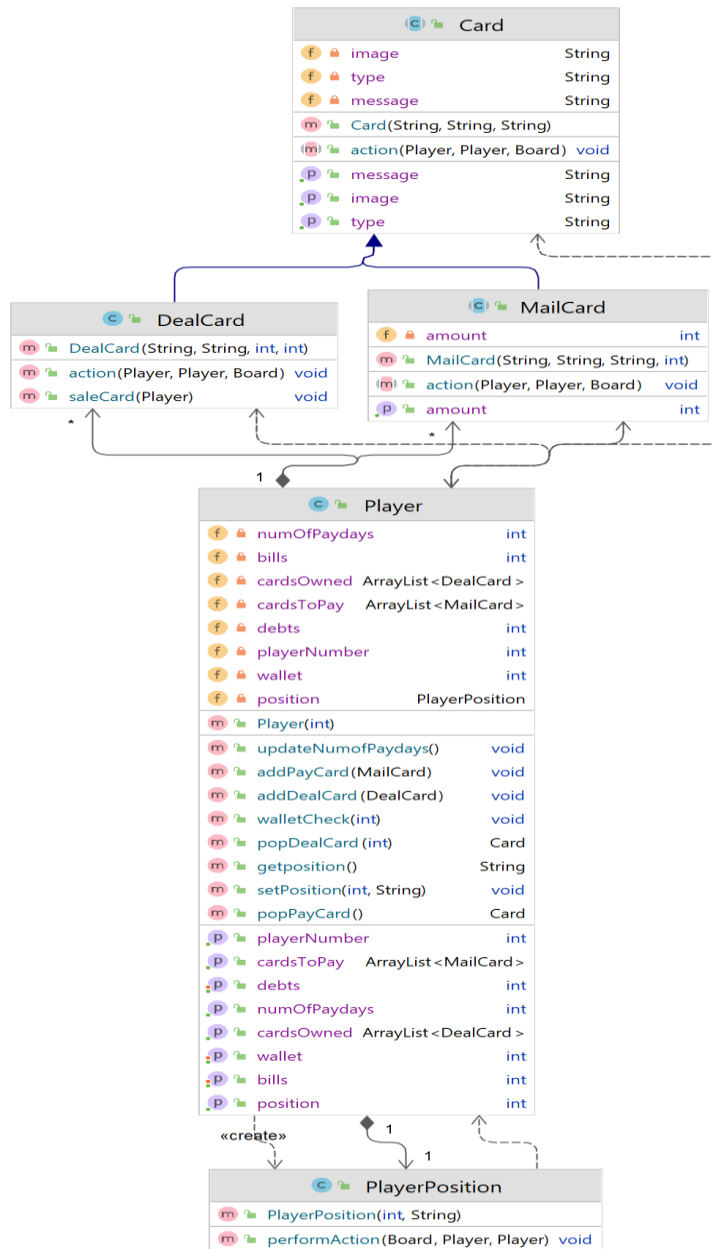 Card
image String
type String
message String
Card(String, String, String)
action(Player, Player, Board) void
message String
image String
type String
DealCard
DealCard(String, String, int, int)
action(Player, Player, Board) void
saleCard(Player) void
MailCard
amount int
MailCard(String, String, String, int)
action(Player, Player, Board) void
amount int
*
*
1
Player
numOfPaydays int
bills int
cardsOwned ArrayList<DealCard>
cardsToPay ArrayList<MailCard>
debts int
playerNumber int
wallet int
position PlayerPosition
Player(int)
updateNumofPaydays() void
addPayCard(MailCard) void
addDealCard(DealCard) void
walletCheck(int) void
popDealCard(int) Card
getposition() String
setPosition(int, String) void
popPayCard() Card
playerNumber int
cardsToPay ArrayList<MailCard>
debts int
numOfPaydays int
cardsOwned ArrayList<DealCard>
wallet int
bills int
position int
«create»
1
1
PlayerPosition
PlayerPosition(int, String)
performAction(Board, Player, Player) void